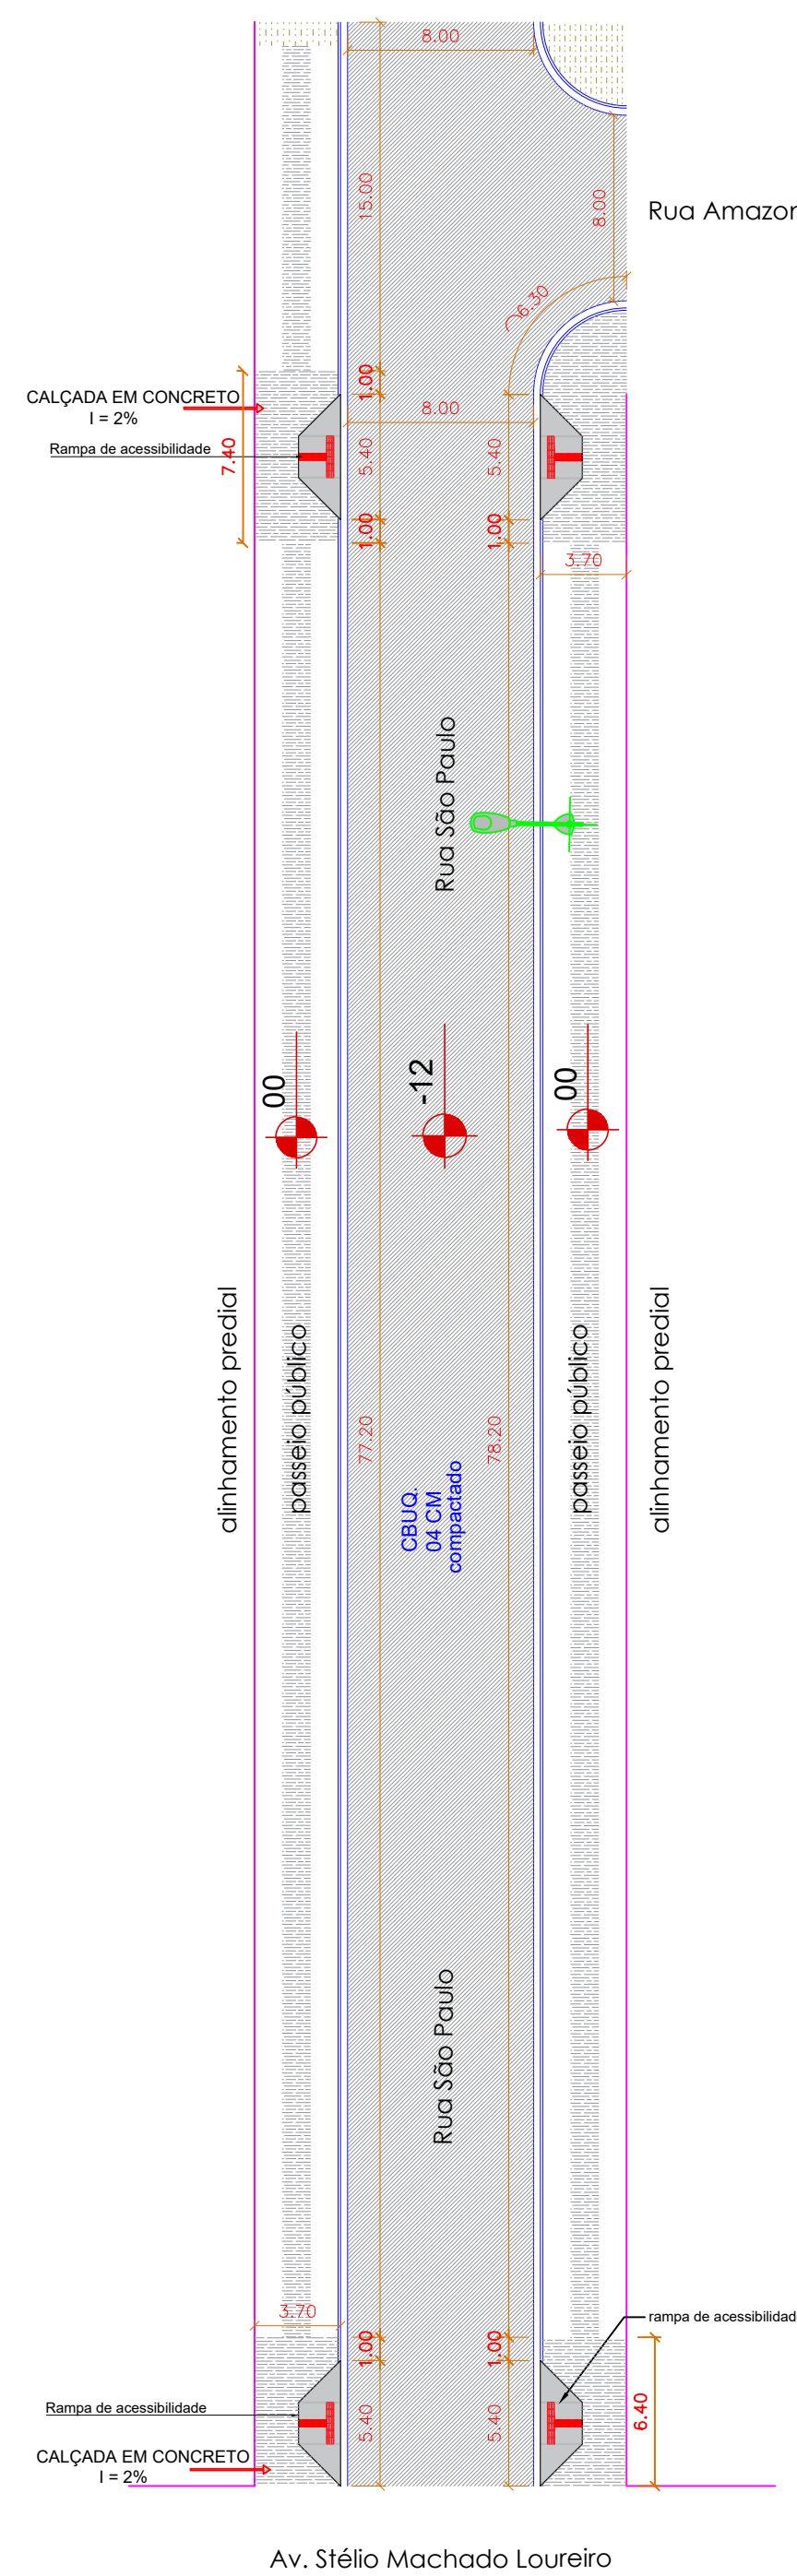 8.00
15.00
8.00
Rua Amazon
6.30
1.00
CALÇADA EM CONCRETO
I = 2%
8.00
Rampa de acessibilidade
7.40
5.40
5.40
1.00
1.00
3.70
Rua São Paulo
00
-12
00
alinhamento predial
passeio público
passeio público
alinhamento predial
77.20
78.20
CBUQ.
04 CM
compactado
Rua São Paulo
3.70
rampa de acessibilidad
1.00
1.00
Rampa de acessibilidade
5.40
5.40
6.40
CALÇADA EM CONCRETO
I = 2%
Av. Stélio Machado Loureiro